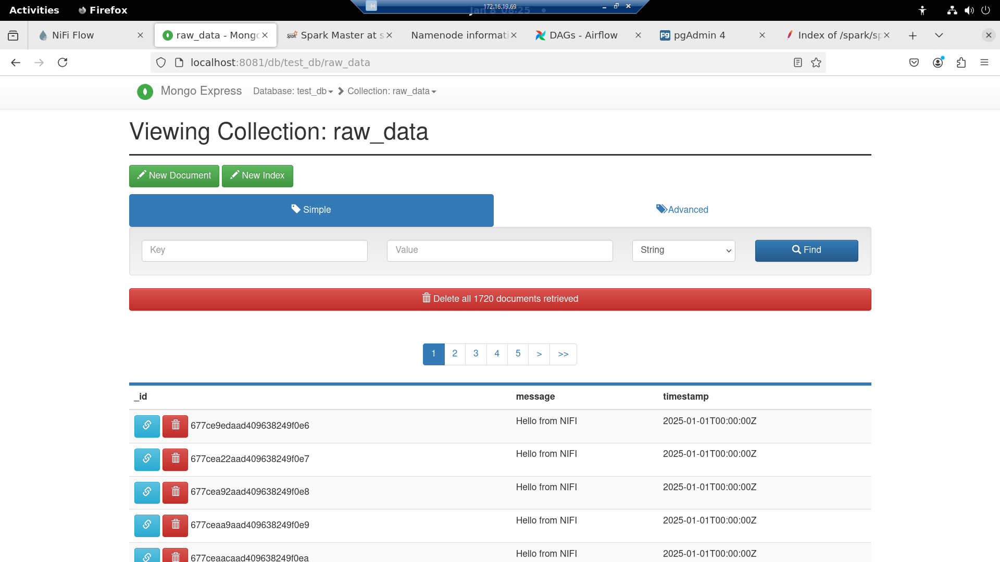 Activities Firefox Jan 8 08:25 172.16.19.69
NiFi Flow raw_data - Mongo Spark Master at s Namenode informati DAGs - Airflow pgAdmin 4 Index of /spark/sp
localhost:8081/db/test_db/raw_data
Mongo Express Database: test_db Collection: raw_data
Viewing Collection: raw_data
New Document New Index
Simple Advanced
Key Value String Find
Delete all 1720 documents retrieved
1 2 3 4 5 > >>
_id message timestamp
677ce9edaad409638249f0e6 Hello from NIFI 2025-01-01T00:00:00Z
677cea22aad409638249f0e7 Hello from NIFI 2025-01-01T00:00:00Z
677cea92aad409638249f0e8 Hello from NIFI 2025-01-01T00:00:00Z
677ceaa9aad409638249f0e9 Hello from NIFI 2025-01-01T00:00:00Z
677ceaacaad409638249f0ea Hello from NIFI 2025-01-01T00:00:00Z